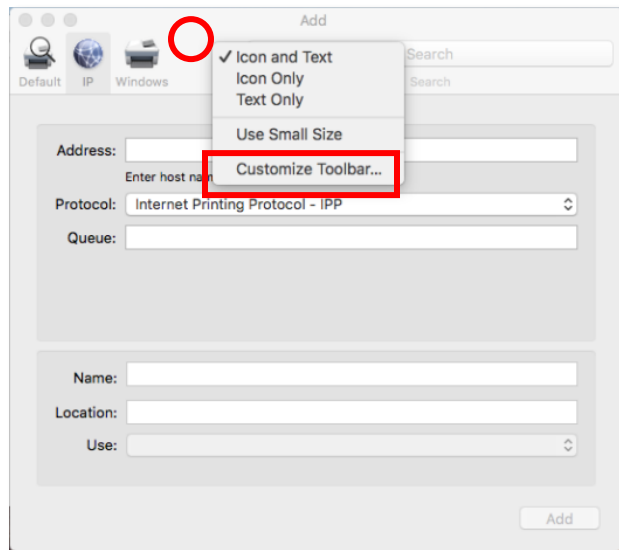 Add
✓ Icon and Text
Icon Only
Text Only
Use Small Size
Customize Toolbar...
Search
Default IP Windows Search
Address:
Enter host
Protocol: Internet Printing Protocol - IPP
Queue:
Name:
Location:
Use:
Add